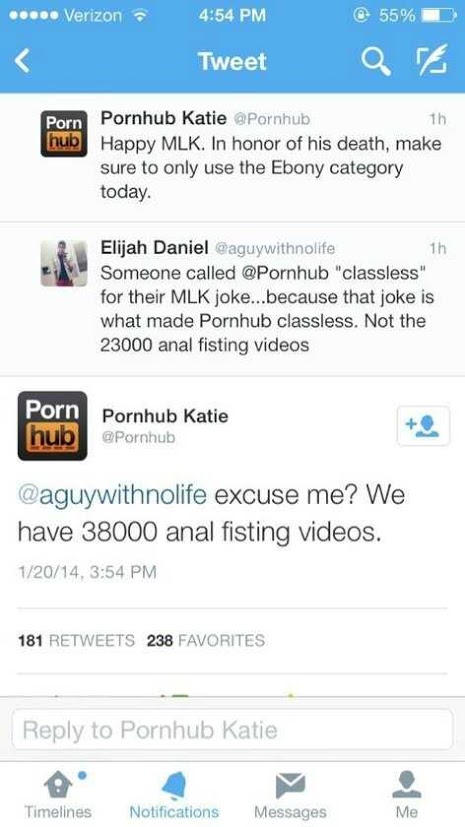 Verizon 4:54 PM 55%
Tweet
Porn
hub
Pornhub Katie @Pornhub 1h
Happy MLK. In honor of his death, make
sure to only use the Ebony category
today.
Elijah Daniel @aguywithnolife 1h
Someone called @Pornhub "classless"
for their MLK joke...because that joke is
what made Pornhub classless. Not the
23000 anal fisting videos
Porn
hub
Pornhub Katie
@Pornhub
@aguywithnolife excuse me? We
have 38000 anal fisting videos.
1/20/14, 3:54 PM
181 RETWEETS 238 FAVORITES
Reply to Pornhub Katie
Timelines Notifications Messages Me